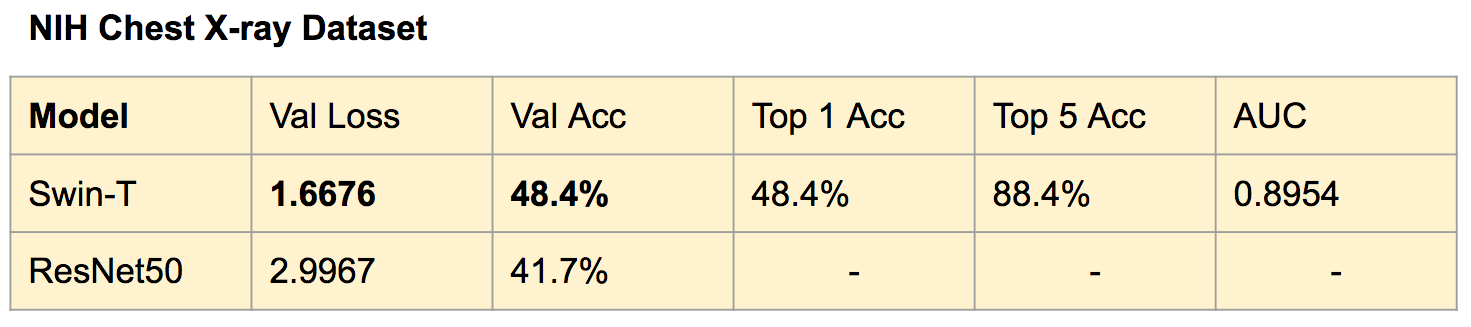 NIH Chest X-ray Dataset
Model Val Loss Val Acc Top 1 Acc Top 5 Acc AUC
Swin-T 1.6676 48.4% 48.4% 88.4% 0.8954
ResNet50 2.9967 41.7% - - -